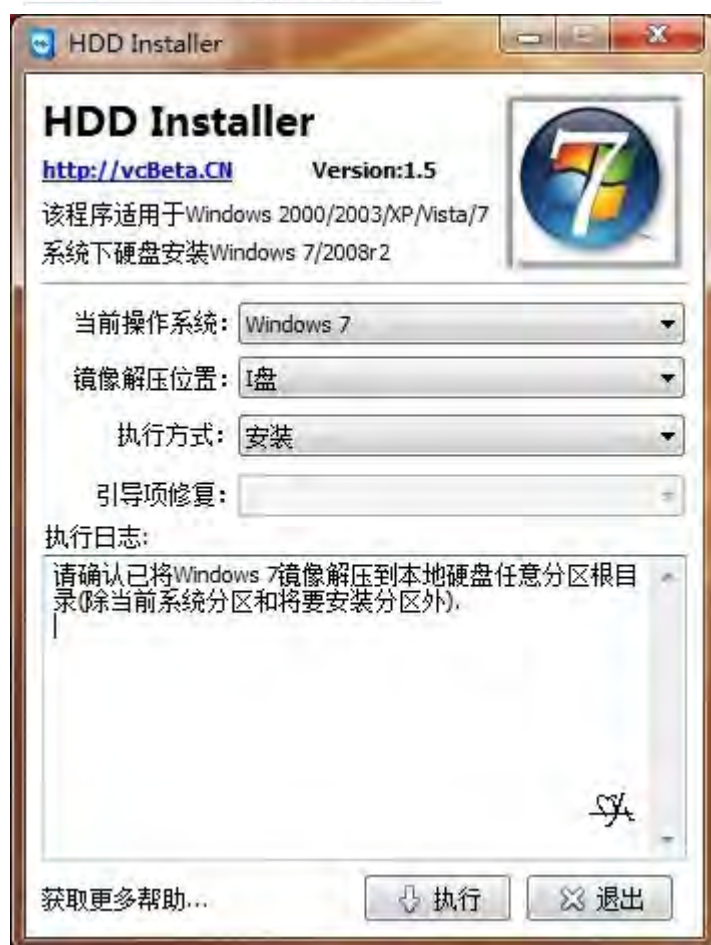 HDD Installer
HDD Installer
http://vcBeta.CN Version:1.5
该程序适用于Windows 2000/2003/XP/Vista/7
系统下硬盘安装Windows 7/2008r2
7
当前操作系统: Windows 7
镜像解压位置: I盘
执行方式: 安装
引导项修复:
执行日志:
请确认已将Windows 7镜像解压到本地硬盘任意分区根目
录(除当前系统分区和将要安装分区外).
获取更多帮助... 执行 退出